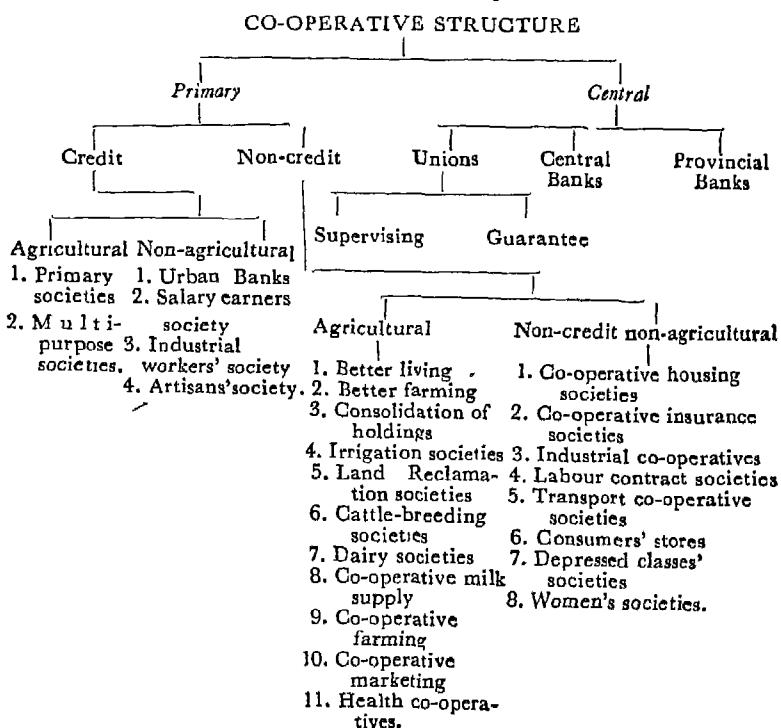 CO-OPERATIVE STRUCTURE
Primary
Central
Credit
Non-credit
Unions
Central
Banks
Provincial
Banks
Supervising
Guarantee
Agricultural
1. Primary
societies
2. Multi-
purpose
societies.
Non-agricultural
1. Urban Banks
2. Salary earners
society
3. Industrial
workers' society
4. Artisans' society.
Agricultural
1. Better living
2. Better farming
3. Consolidation of
holdings
4. Irrigation societies
5. Land Reclama-
tion societies
6. Cattle-breeding
societies
7. Dairy societies
8. Co-operative milk
supply
9. Co-operative
farming
10. Co-operative
marketing
11. Health co-opera-
tives.
Non-credit non-agricultural
1. Co-operative housing
societies
2. Co-operative insurance
societies
3. Industrial co-operatives
4. Labour contract societies
5. Transport co-operative
societies
6. Consumers' stores
7. Depressed classes'
societies
8. Women's societies.